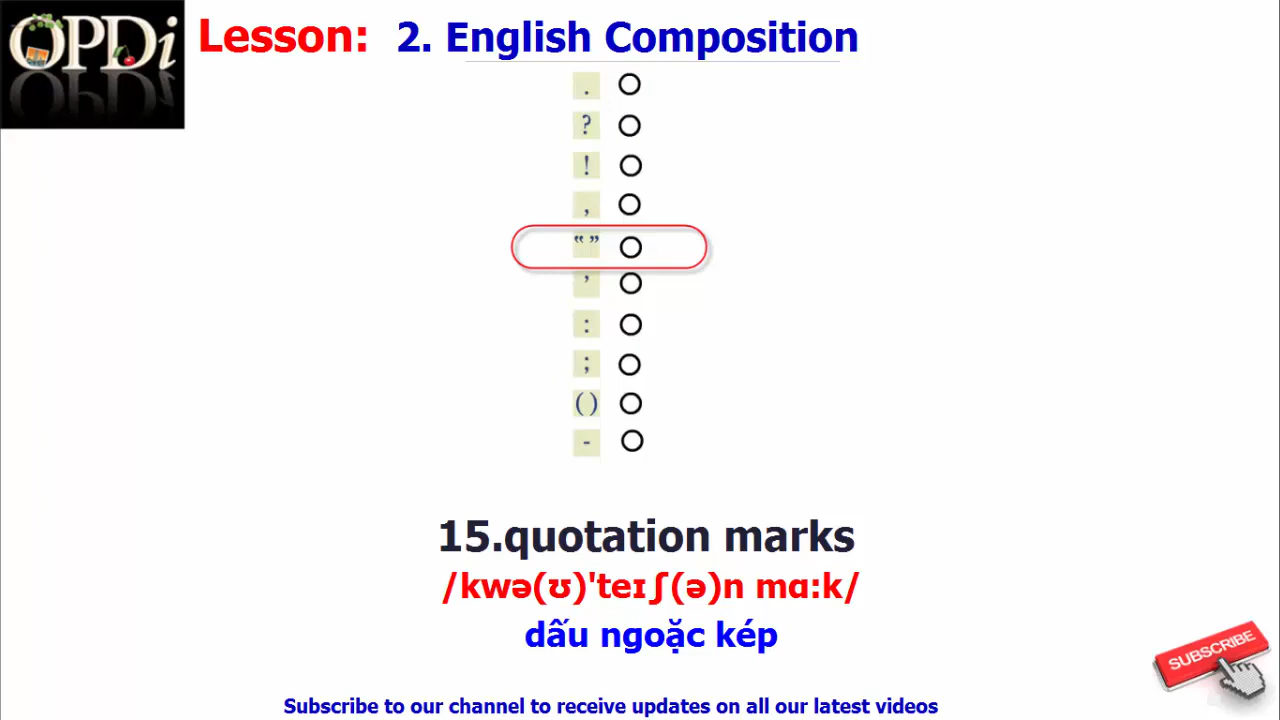 OPDi
Lesson: 2. English Composition
.
?
!
,
“ ”
’
:
;
( )
-
15.quotation marks
/kwə(ʊ)'teɪʃ(ə)n mɑːk/
dấu ngoặc kép
SUBSCRIBE
Subscribe to our channel to receive updates on all our latest videos